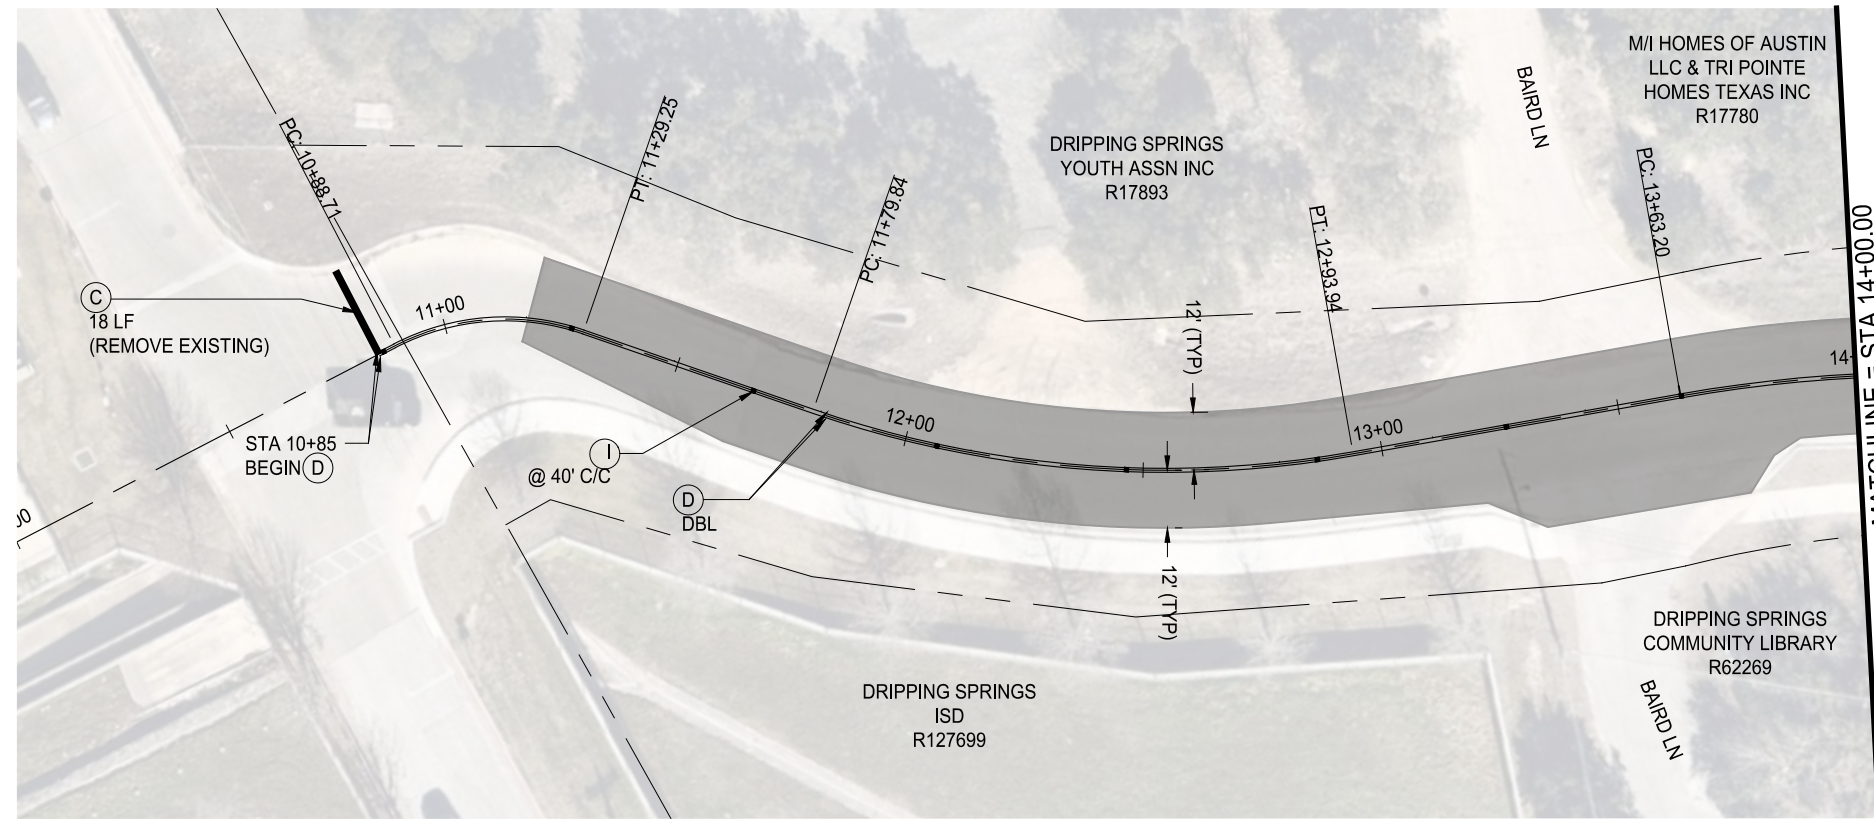 M/I HOMES OF AUSTIN
LLC & TRI POINTE
HOMES TEXAS INC
R17780
BAIRD LN
PC: 10+88.71
PT: 11+29.25
DRIPPING SPRINGS
YOUTH ASSN INC
R17893
PC: 11+79.84
PT: 12+93.94
PC: 13+63.20
MATCHLINE = STA 14+00.00
C
18 LF
(REMOVE EXISTING)
11+00
12' (TYP)
14+
12+00
13+00
STA 10+85
BEGIN D
I
@ 40' C/C
D
DBL
00
12' (TYP)
DRIPPING SPRINGS
COMMUNITY LIBRARY
R62269
BAIRD LN
DRIPPING SPRINGS
ISD
R127699